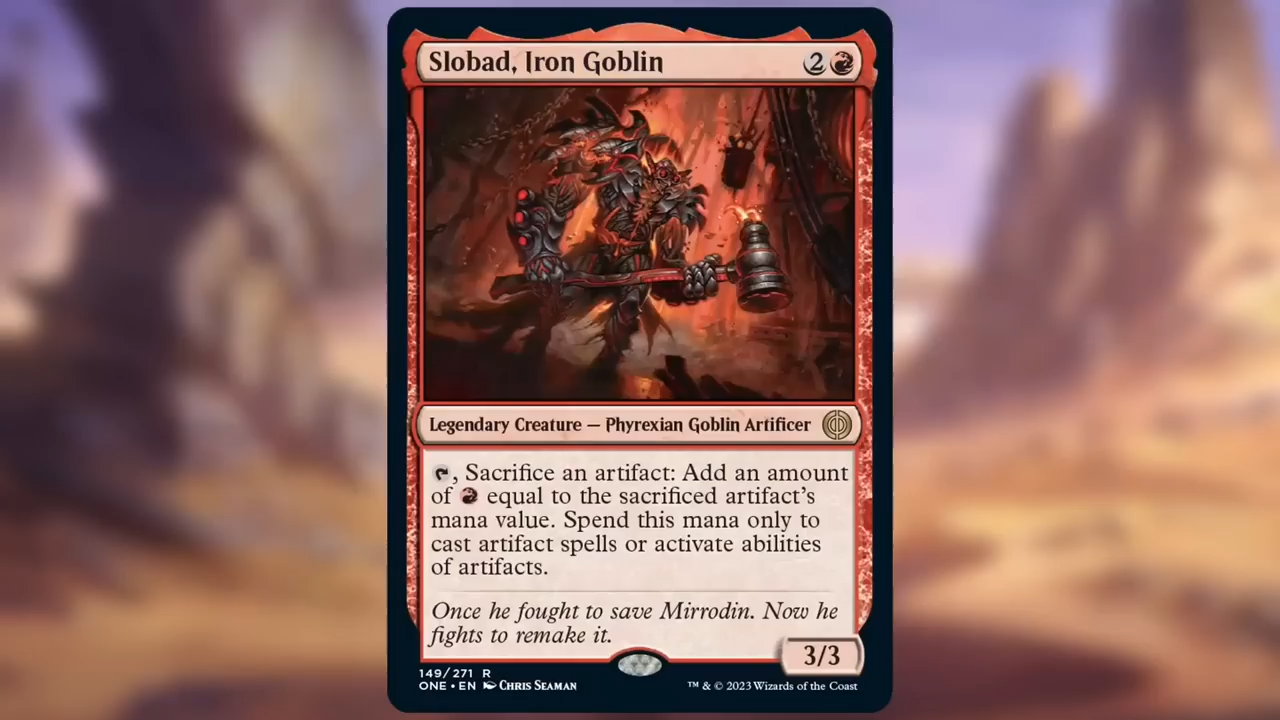 Slobad, Iron Goblin 2
Legendary Creature — Phyrexian Goblin Artificer
, Sacrifice an artifact: Add an amount
of equal to the sacrificed artifact's
mana value. Spend this mana only to
cast artifact spells or activate abilities
of artifacts.
Once he fought to save Mirrodin. Now he
fights to remake it.
3/3
149/271 R
ONE • EN Chris Seaman
™ & © 2023 Wizards of the Coast